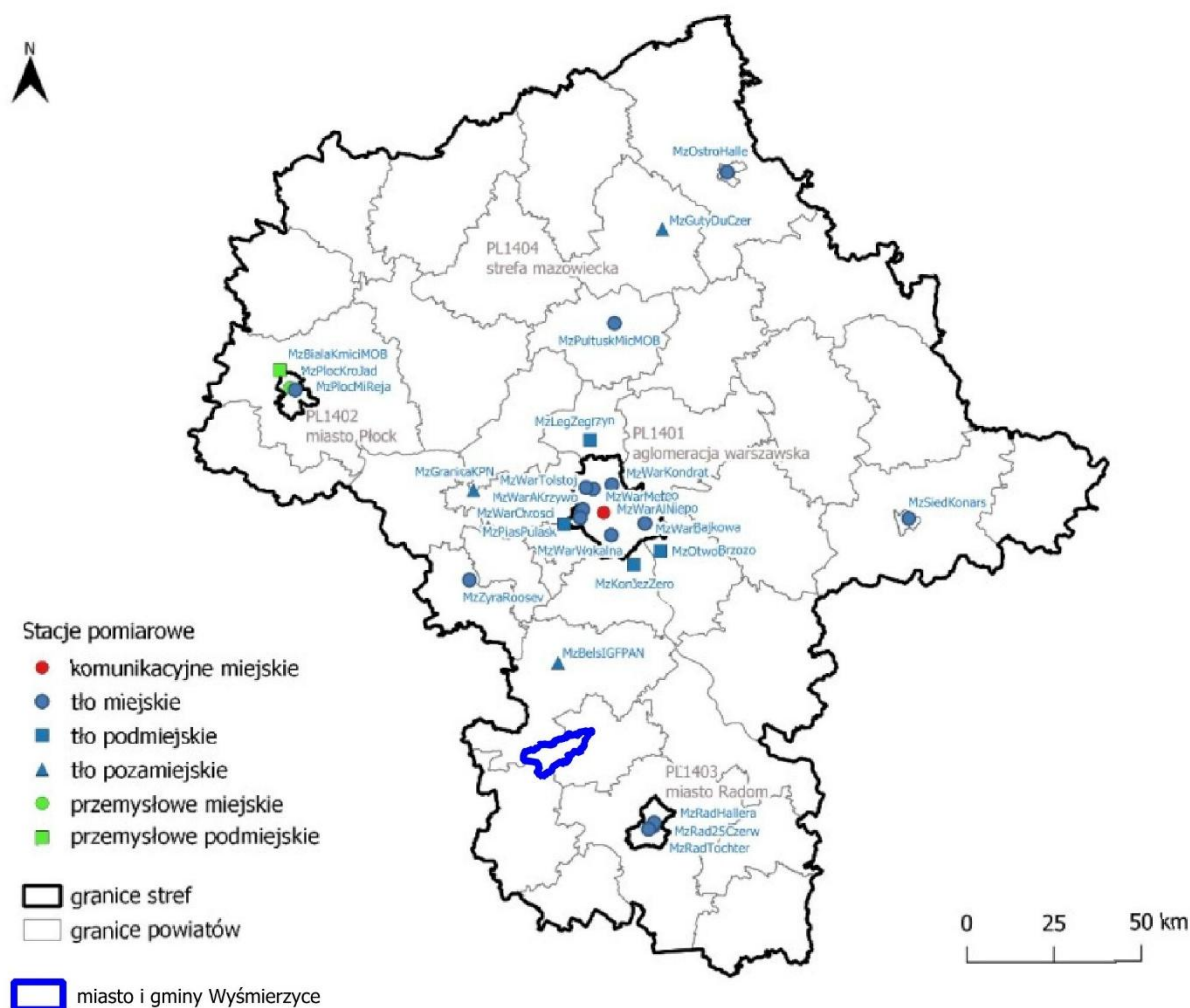 N
MzOstroHalle
MzGutyDuCzer
PL1404
strefa mazowiecka
MzPultuskMicMOB
MzBialaKmiciMOB
MzPlocKroJad
MzPlocMiReja
PL1402
miasto Płock
MzLegZegrzyn
PL1401
aglomeracja warszawska
MzGranicaKPN
MzWarTolstoj
MzWarKondrat
MzWarAKrzywo
MzWarMeteo
MzWarChrosci
MzWarAlNiepo
MzPiasPulask
MzWarBajkowa
MzWarWokalna
MzOtwoBrzozo
MzKonJezZero
MzSiedKonars
MzZyraRoosev
MzBelsIGFPAN
PL1403
miasto Radom
MzRadHallera
MzRad25Czerw
MzRadTochter
Stacje pomiarowe
komunikacyjne miejskie
tło miejskie
tło podmiejskie
tło pozamiejskie
przemysłowe miejskie
przemysłowe podmiejskie
granice stref
granice powiatów
miasto i gminy Wyśmierzyce
0 25 50 km